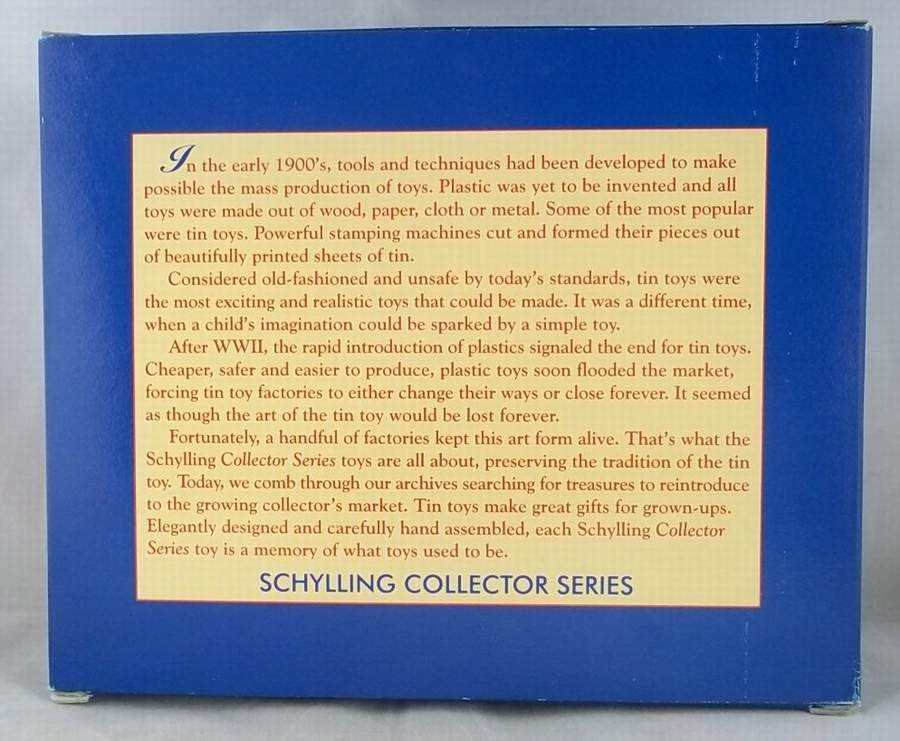 In the early 1900's, tools and techniques had been developed to make
possible the mass production of toys. Plastic was yet to be invented and all
toys were made out of wood, paper, cloth or metal. Some of the most popular
were tin toys. Powerful stamping machines cut and formed their pieces out
of beautifully printed sheets of tin.
Considered old-fashioned and unsafe by today's standards, tin toys were
the most exciting and realistic toys that could be made. It was a different time,
when a child's imagination could be sparked by a simple toy.
After WWII, the rapid introduction of plastics signaled the end for tin toys.
Cheaper, safer and easier to produce, plastic toys soon flooded the market,
forcing tin toy factories to either change their ways or close forever. It seemed
as though the art of the tin toy would be lost forever.
Fortunately, a handful of factories kept this art form alive. That's what the
Schylling Collector Series toys are all about, preserving the tradition of the tin
toy. Today, we comb through our archives searching for treasures to reintroduce
to the growing collector's market. Tin toys make great gifts for grown-ups.
Elegantly designed and carefully hand assembled, each Schylling Collector
Series toy is a memory of what toys used to be.
SCHYLLING COLLECTOR SERIES